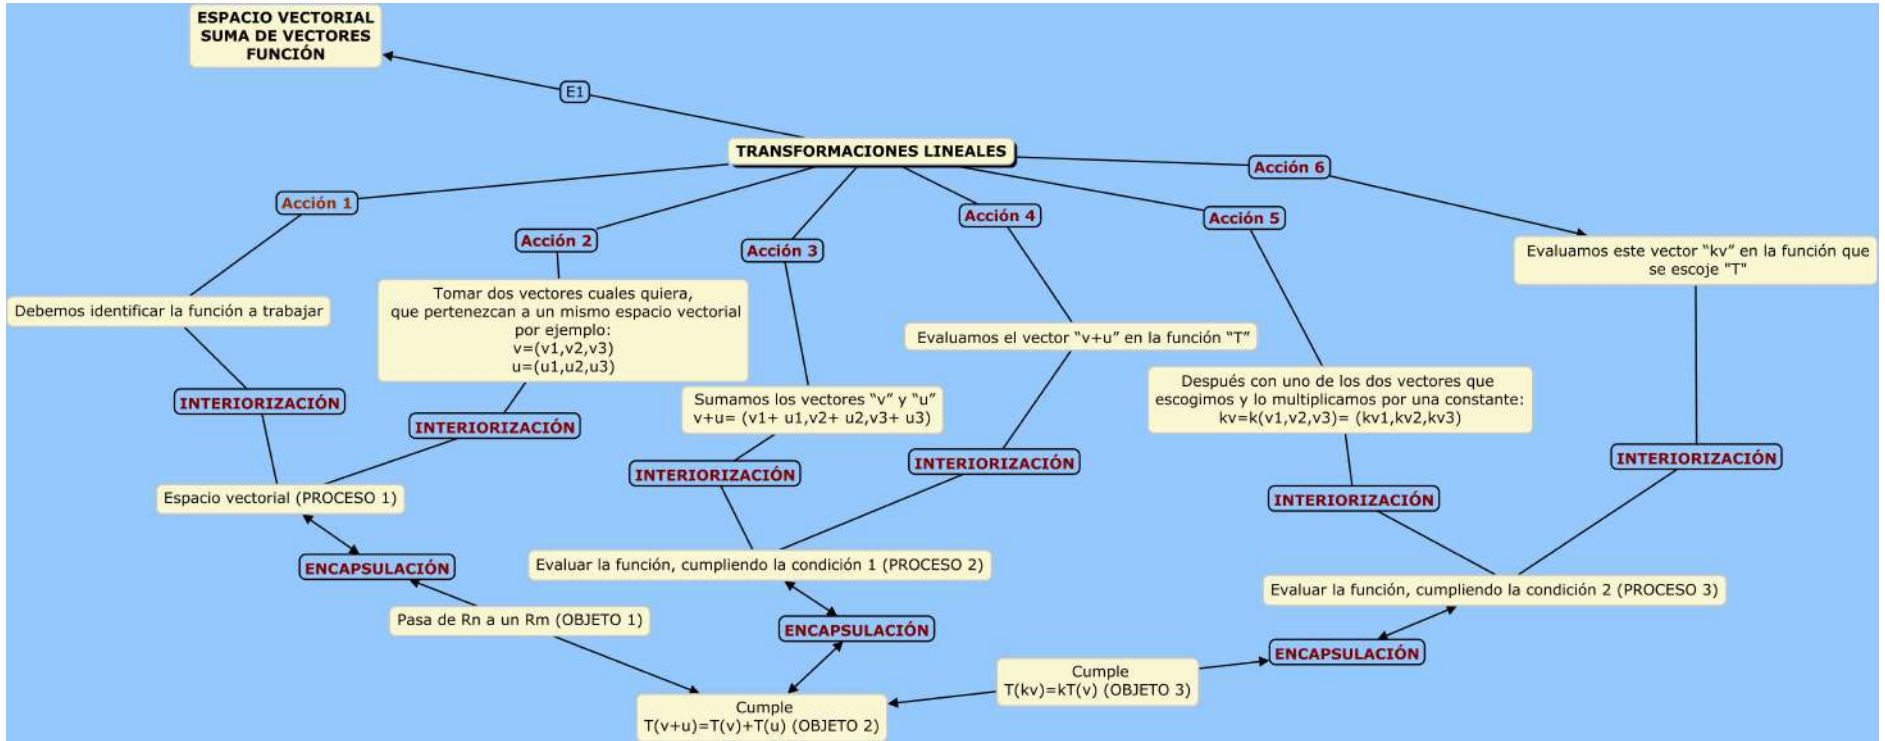 ESPACIO VECTORIAL
SUMA DE VECTORES
FUNCIÓN
E1
TRANSFORMACIONES LINEALES
Acción 1
Acción 2
Acción 3
Acción 4
Acción 5
Acción 6
Debemos identificar la función a trabajar
Tomar dos vectores cuales quiera,
que pertenezcan a un mismo espacio vectorial
por ejemplo:
v=(v1,v2,v3)
u=(u1,u2,u3)
Sumamos los vectores “v” y “u”
v+u= (v1+ u1,v2+ u2,v3+ u3)
Evaluamos el vector “v+u” en la función “T”
Después con uno de los dos vectores que
escogimos y lo multiplicamos por una constante:
kv=k(v1,v2,v3)= (kv1,kv2,kv3)
Evaluamos este vector “kv” en la función que
se escoje "T"
INTERIORIZACIÓN
INTERIORIZACIÓN
INTERIORIZACIÓN
INTERIORIZACIÓN
INTERIORIZACIÓN
INTERIORIZACIÓN
Espacio vectorial (PROCESO 1)
Evaluar la función, cumpliendo la condición 1 (PROCESO 2)
Evaluar la función, cumpliendo la condición 2 (PROCESO 3)
ENCAPSULACIÓN
ENCAPSULACIÓN
ENCAPSULACIÓN
Pasa de Rn a un Rm (OBJETO 1)
Cumple
T(v+u)=T(v)+T(u) (OBJETO 2)
Cumple
T(kv)=kT(v) (OBJETO 3)